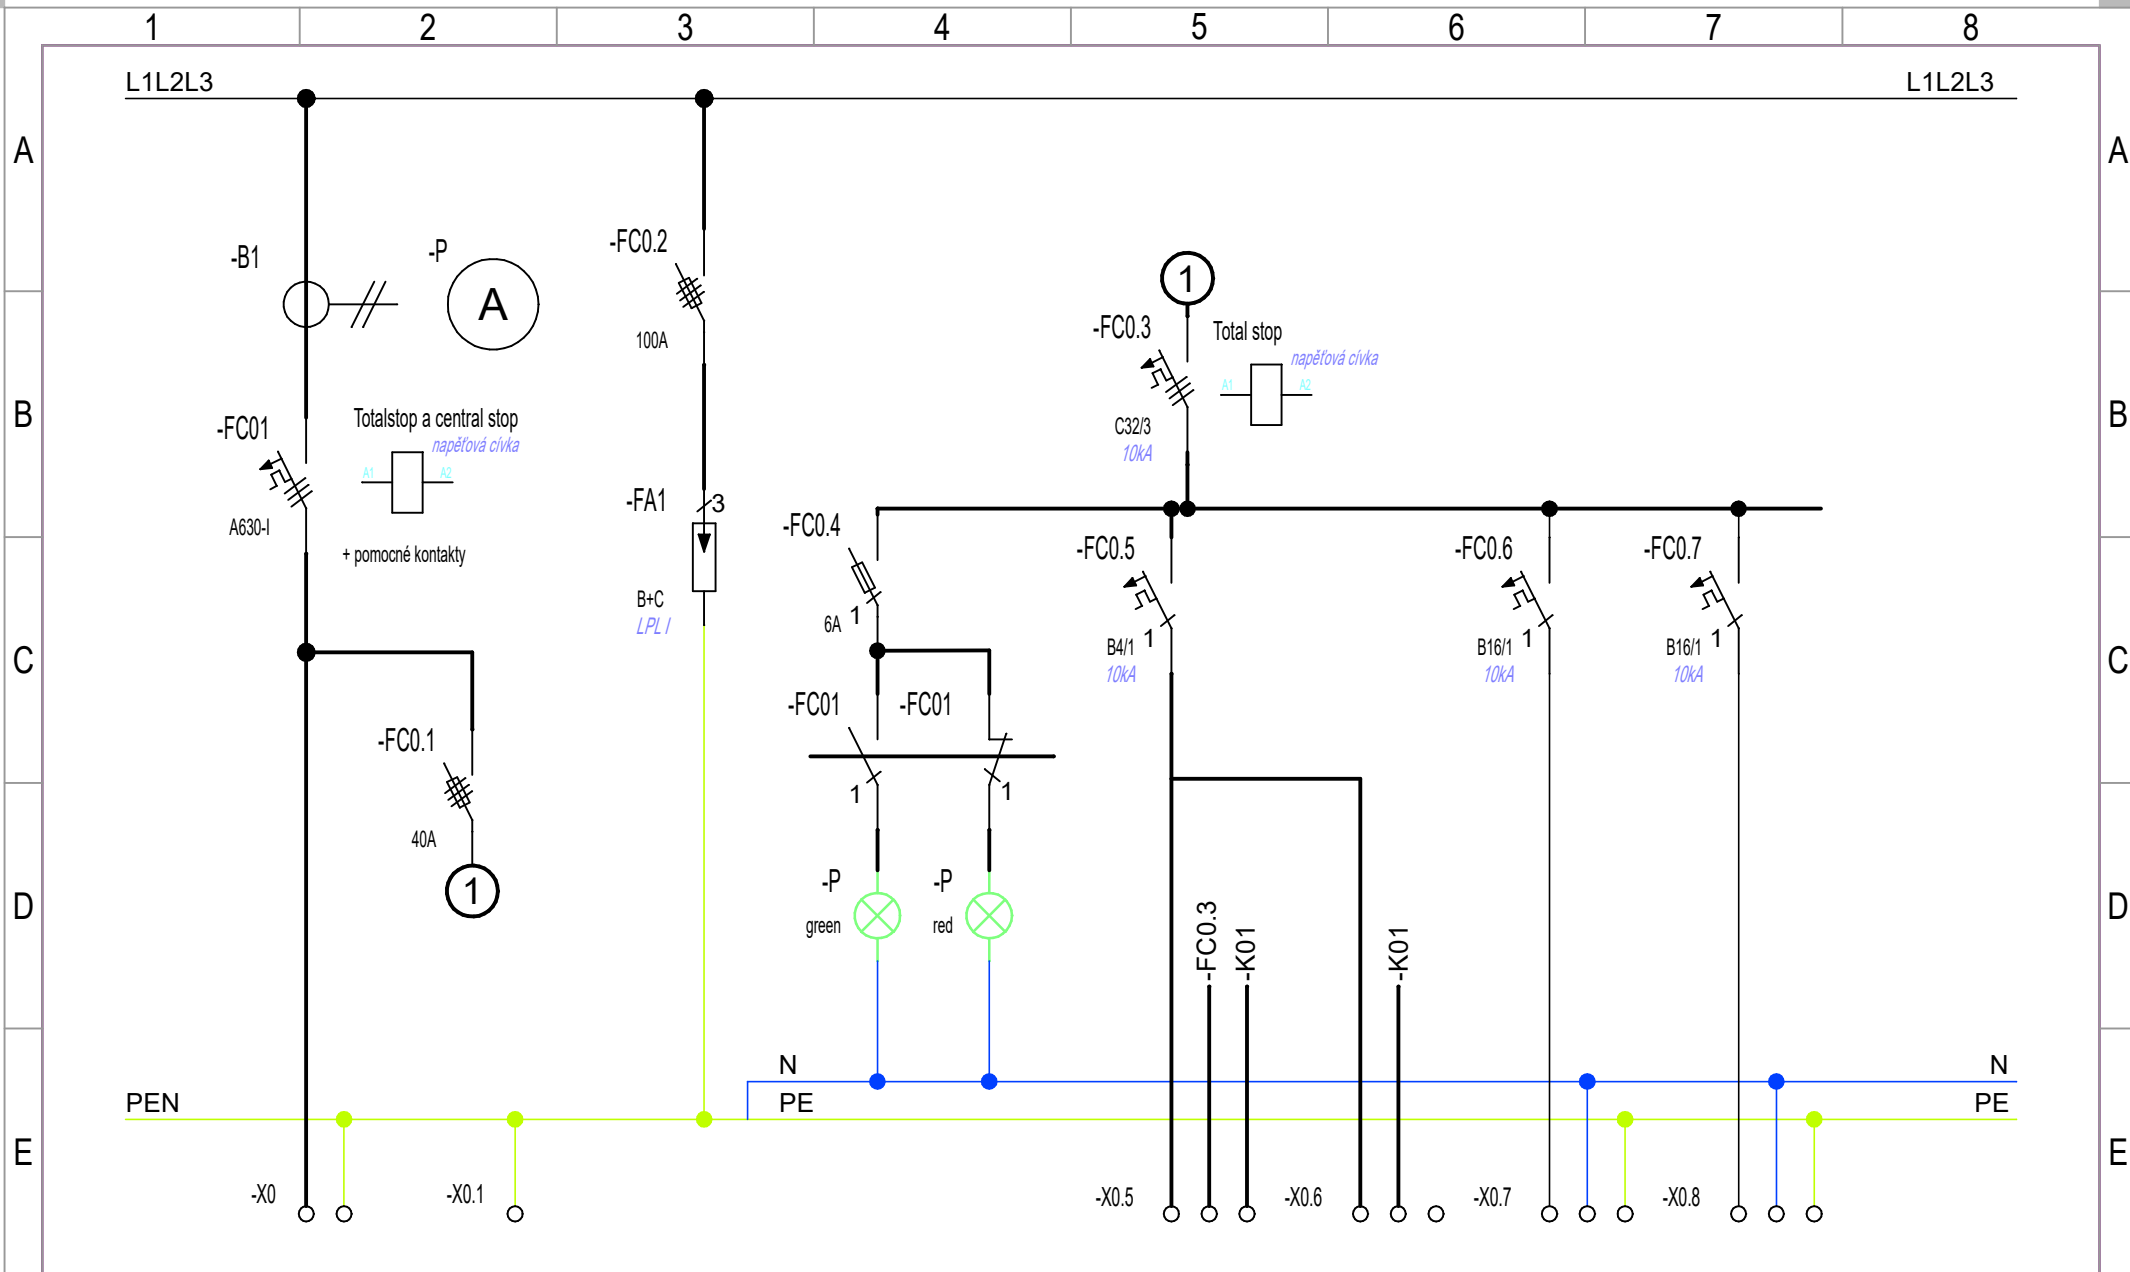 1 2 3 4 5 6 7 8
L1L2L3 L1L2L3
A A
-B1
-P
A
-FC0.2
100A
1
-FC0.3
Total stop
napěťová cívka
A1 A2
C32/3
10kA
B B
-FC01
Totalstop a central stop
napěťová cívka
A1 A2
A630-I
+ pomocné kontakty
-FA1
3
B+C
LPL I
-FC0.4
6A
1
-FC0.5
B4/1
1
10kA
-FC0.6
B16/1
1
10kA
-FC0.7
B16/1
1
10kA
C C
-FC01
1
-FC01
1
-FC0.1
40A
1
D D
-P
green
-P
red
-FC0.3
-K01
-K01
N N
PEN PE PE
E E
-X0 -X0.1 -X0.5 -X0.6 -X0.7 -X0.8